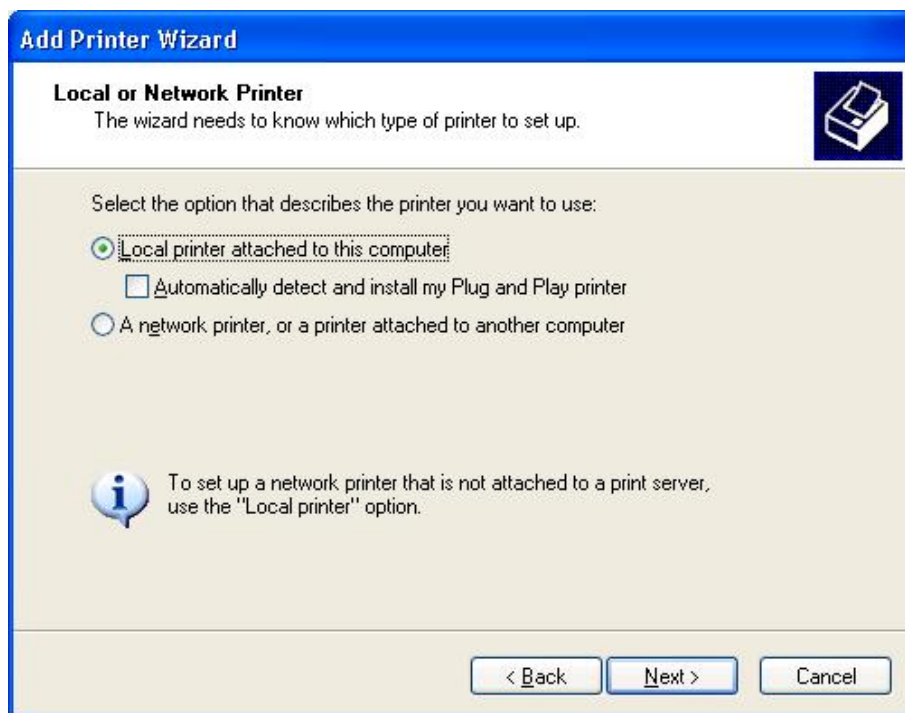 Add Printer Wizard
Local or Network Printer
The wizard needs to know which type of printer to set up.
Select the option that describes the printer you want to use:
Local printer attached to this computer
Automatically detect and install my Plug and Play printer
A network printer, or a printer attached to another computer
To set up a network printer that is not attached to a print server,
use the "Local printer" option.
< Back
Next >
Cancel